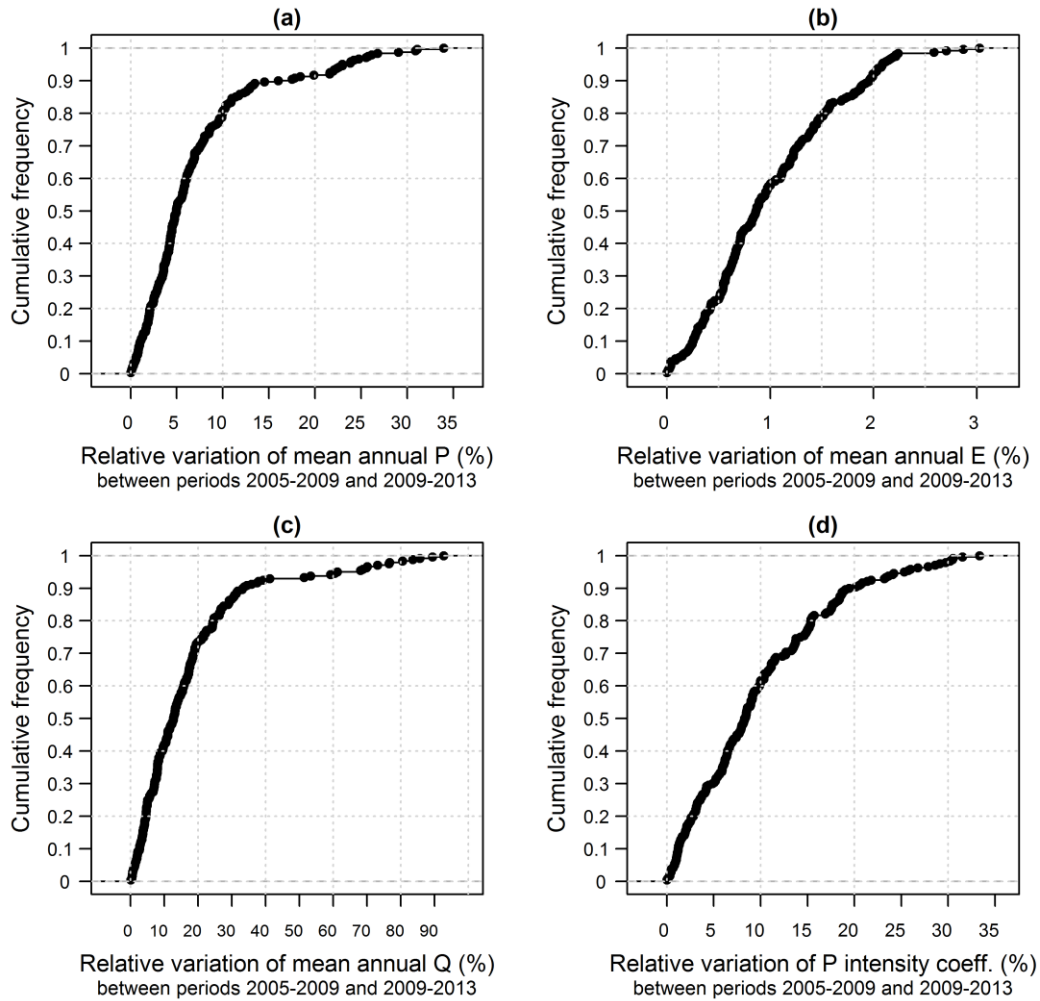 (a)
Cumulative frequency
1
0.9
0.8
0.7
0.6
0.5
0.4
0.3
0.2
0.1
0
0 5 10 15 20 25 30 35
Relative variation of mean annual P (%)
between periods 2005-2009 and 2009-2013
(b)
Cumulative frequency
1
0.9
0.8
0.7
0.6
0.5
0.4
0.3
0.2
0.1
0
0 1 2 3
Relative variation of mean annual E (%)
between periods 2005-2009 and 2009-2013
(c)
Cumulative frequency
1
0.9
0.8
0.7
0.6
0.5
0.4
0.3
0.2
0.1
0
0 10 20 30 40 50 60 70 80 90
Relative variation of mean annual Q (%)
between periods 2005-2009 and 2009-2013
(d)
Cumulative frequency
1
0.9
0.8
0.7
0.6
0.5
0.4
0.3
0.2
0.1
0
0 5 10 15 20 25 30 35
Relative variation of P intensity coeff. (%)
between periods 2005-2009 and 2009-2013